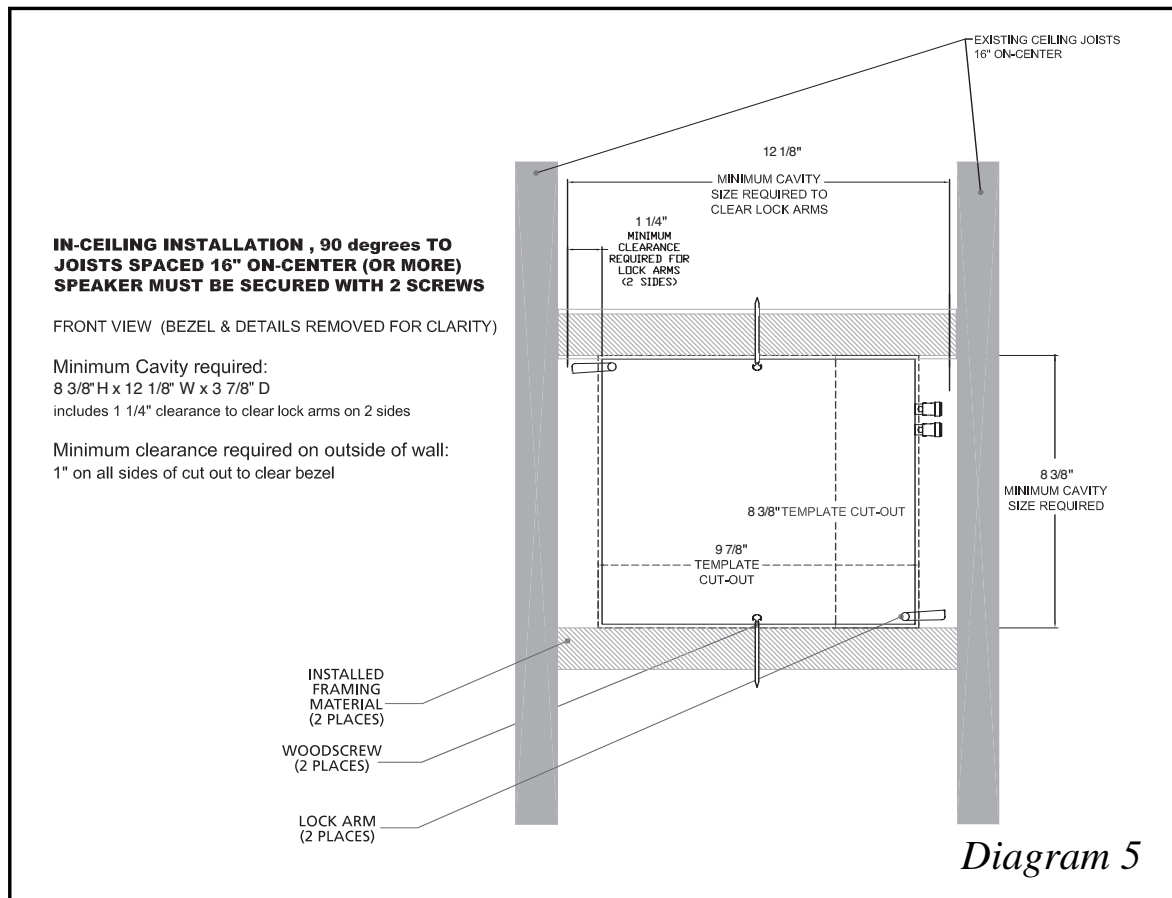 EXISTING CEILING JOISTS
16" ON-CENTER
12 1/8"
MINIMUM CAVITY
SIZE REQUIRED TO
CLEAR LOCK ARMS
1 1/4"
MINIMUM
CLEARANCE
REQUIRED FOR
LOCK ARMS
(2 SIDES)
IN-CEILING INSTALLATION , 90 degrees TO
JOISTS SPACED 16" ON-CENTER (OR MORE)
SPEAKER MUST BE SECURED WITH 2 SCREWS
FRONT VIEW (BEZEL & DETAILS REMOVED FOR CLARITY)
Minimum Cavity required:
8 3/8" H x 12 1/8" W x 3 7/8" D
includes 1 1/4" clearance to clear lock arms on 2 sides
Minimum clearance required on outside of wall:
1" on all sides of cut out to clear bezel
8 3/8"
MINIMUM CAVITY
SIZE REQUIRED
8 3/8" TEMPLATE CUT-OUT
9 7/8"
TEMPLATE
CUT-OUT
INSTALLED
FRAMING
MATERIAL
(2 PLACES)
WOODSCREW
(2 PLACES)
LOCK ARM
(2 PLACES)
Diagram 5